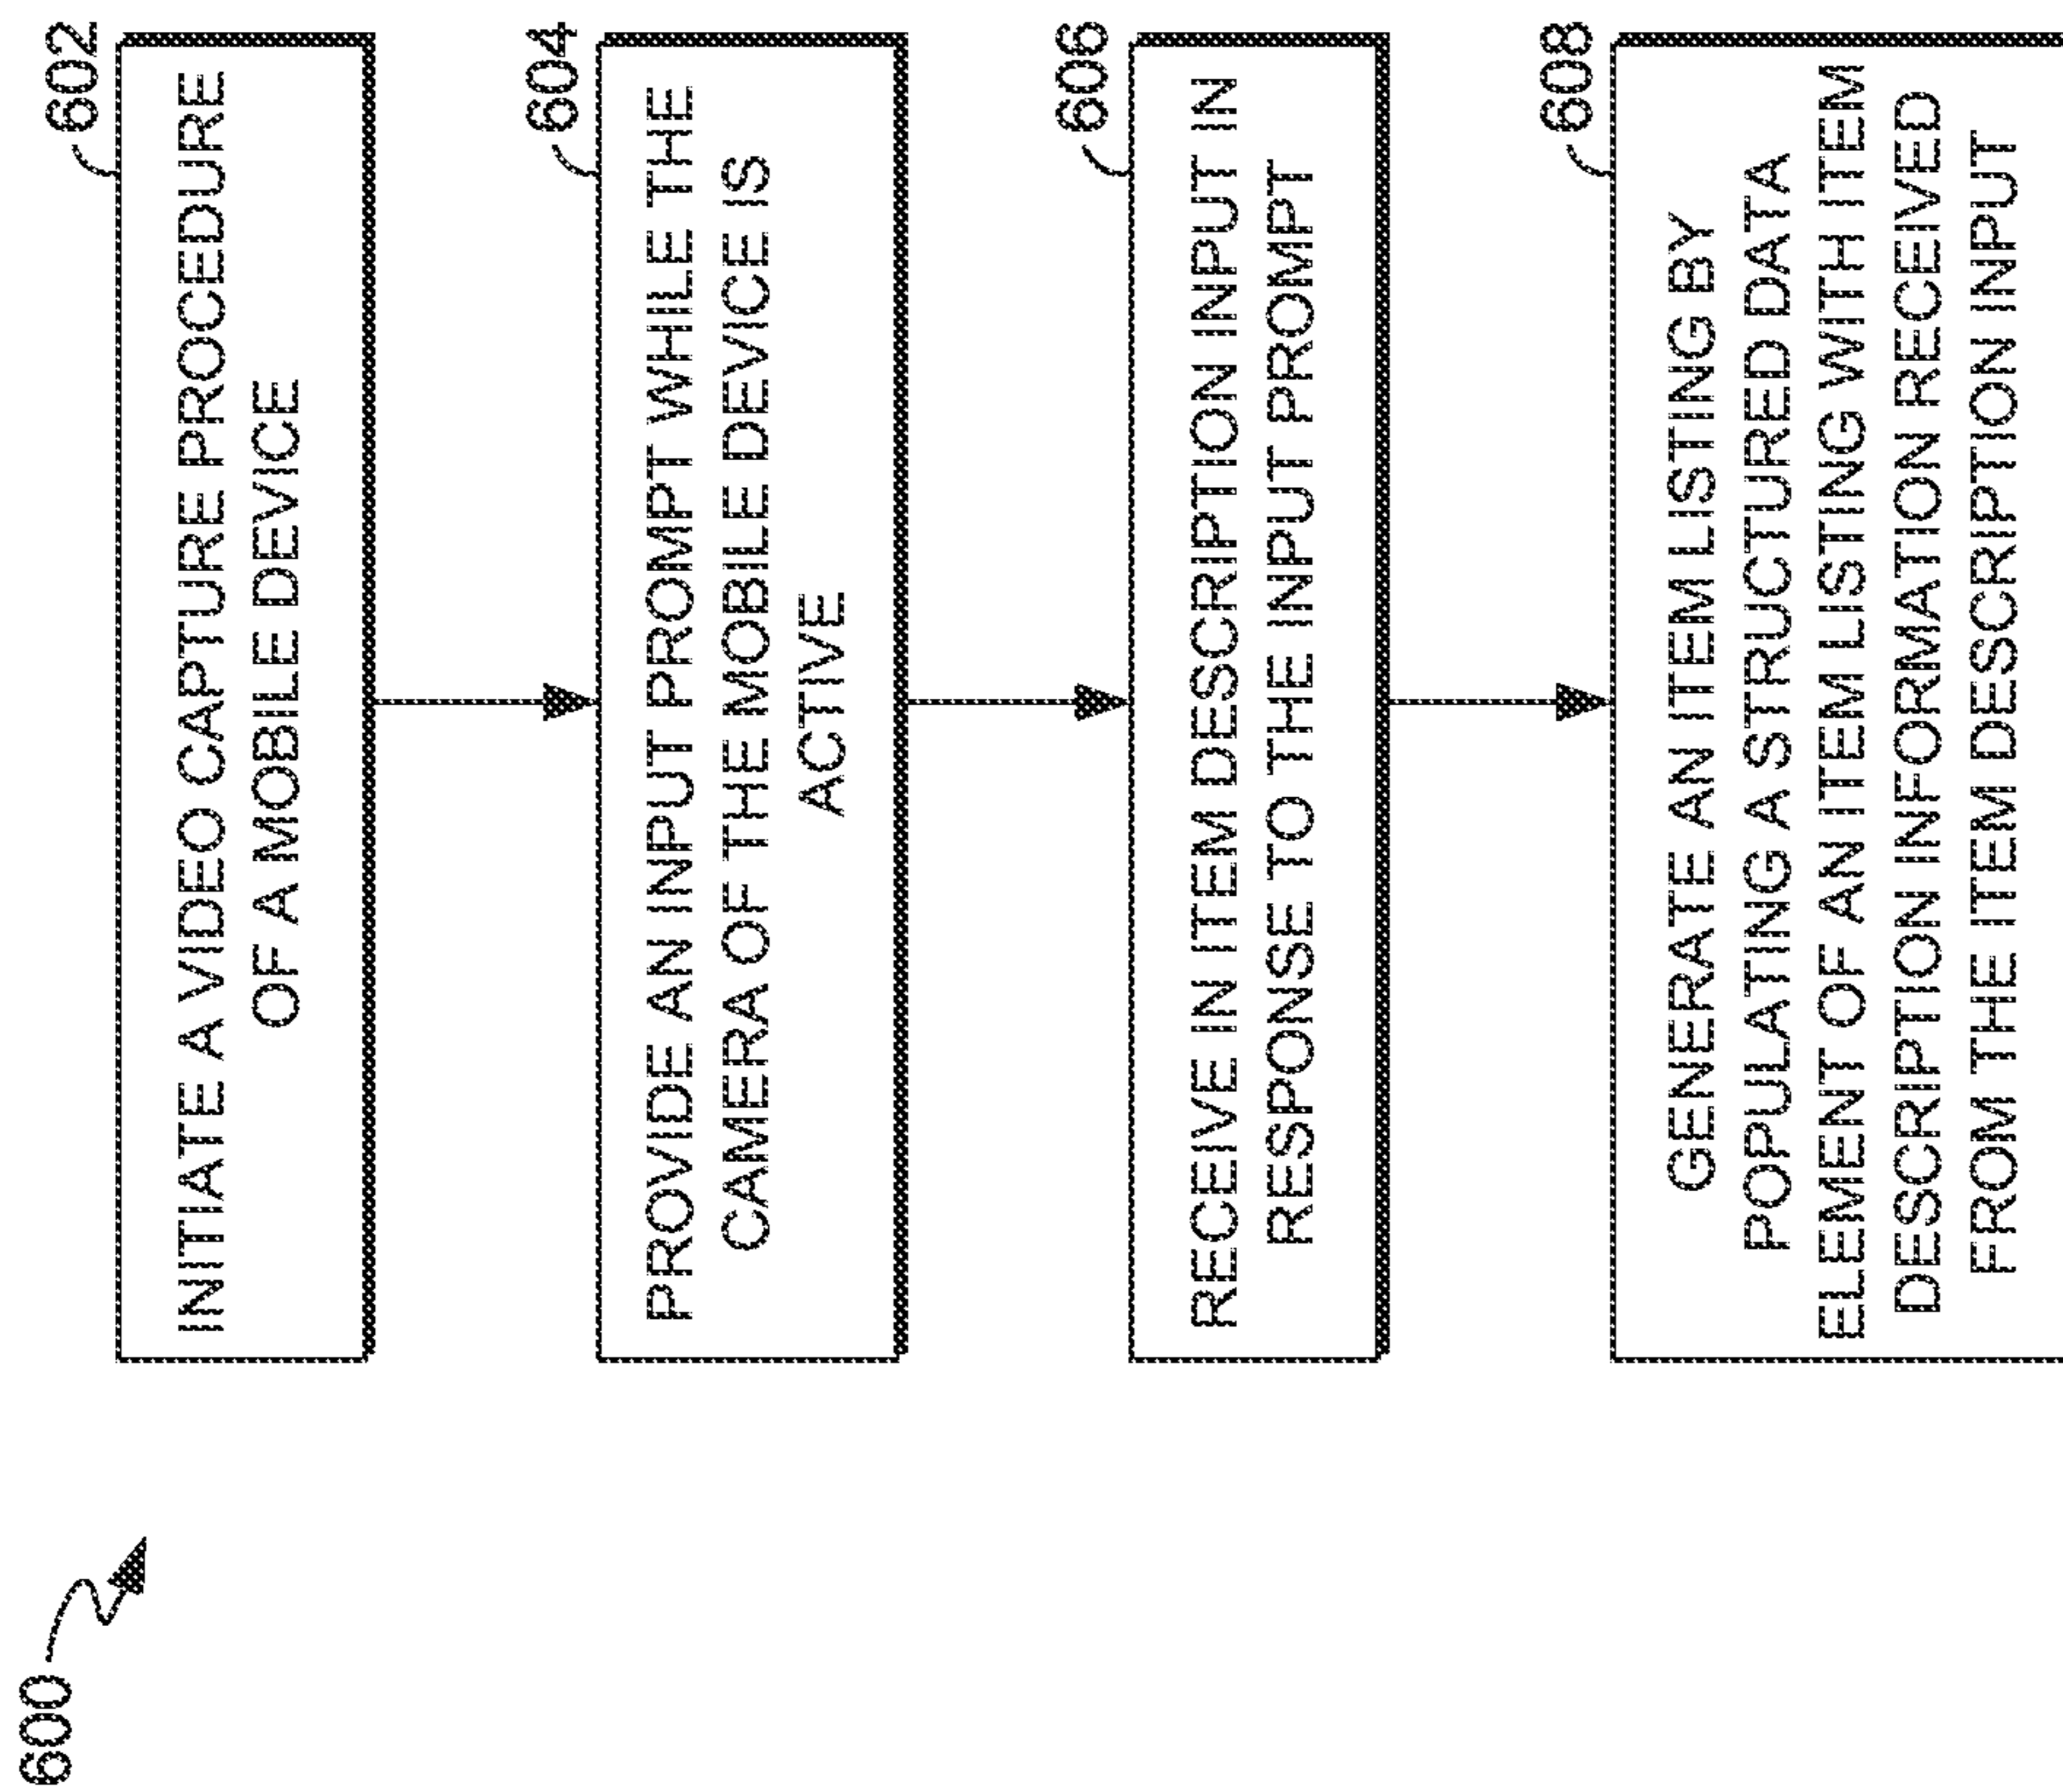 600
602
INITIATE A VIDEO CAPTURE PROCEDURE
OF A MOBILE DEVICE
604
PROVIDE AN INPUT PROMPT WHILE THE
CAMERA OF THE MOBILE DEVICE IS
ACTIVE
606
RECEIVE IN ITEM DESCRIPTION INPUT IN
RESPONSE TO THE INPUT PROMPT
608
GENERATE AN ITEM LISTING BY
POPULATING A STRUCTURED DATA
ELEMENT OF AN ITEM LISTING WITH ITEM
DESCRIPTION INFORMATION RECEIVED
FROM THE ITEM DESCRIPTION INPUT